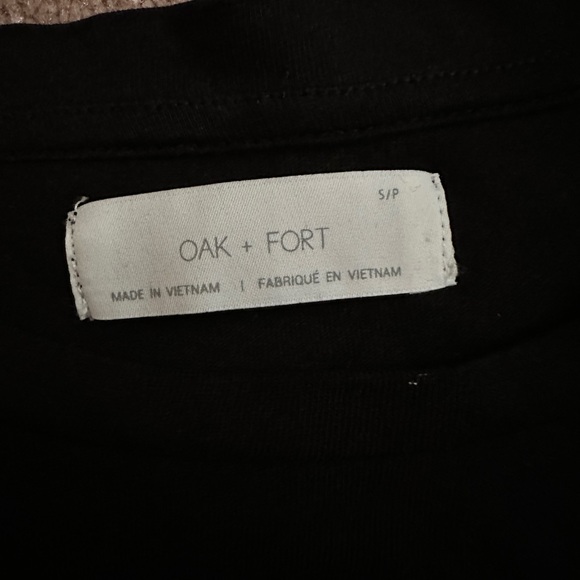 S/P
OAK + FORT
MADE IN VIETNAM | FABRIQUÉ EN VIETNAM